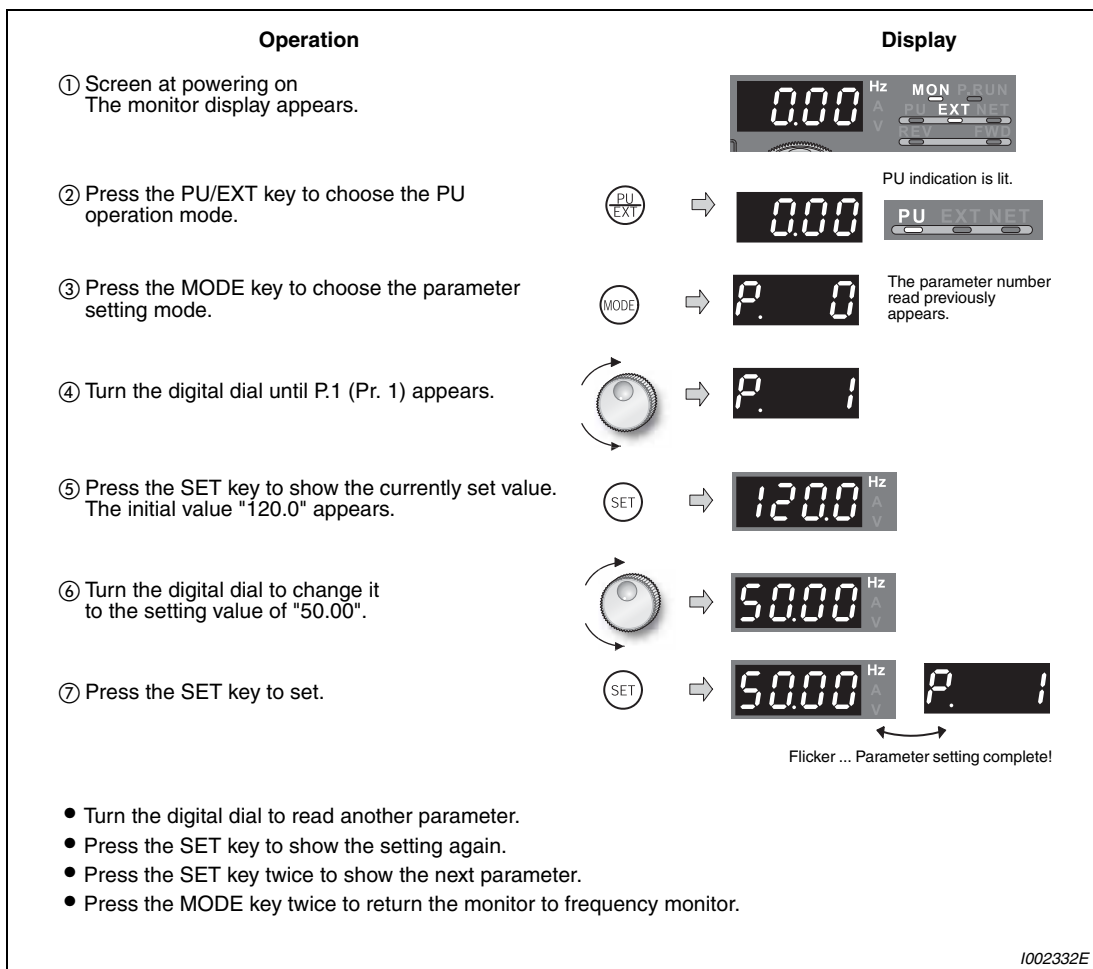 Operation
Display
① Screen at powering on
The monitor display appears.
0.00
Hz
A
V
MON P.RUN
PU EXT NET
REV FWD
② Press the PU/EXT key to choose the PU
operation mode.
PU
EXT
0.00
PU indication is lit.
PU EXT NET
③ Press the MODE key to choose the parameter
setting mode.
MODE
P. 0
The parameter number
read previously
appears.
④ Turn the digital dial until P.1 (Pr. 1) appears.
P. 1
⑤ Press the SET key to show the currently set value.
The initial value "120.0" appears.
SET
120.0
Hz
A
V
⑥ Turn the digital dial to change it
to the setting value of "50.00".
50.00
Hz
A
V
⑦ Press the SET key to set.
SET
50.00
Hz
A
V
P. 1
Flicker ... Parameter setting complete!
● Turn the digital dial to read another parameter.
● Press the SET key to show the setting again.
● Press the SET key twice to show the next parameter.
● Press the MODE key twice to return the monitor to frequency monitor.
I002332E